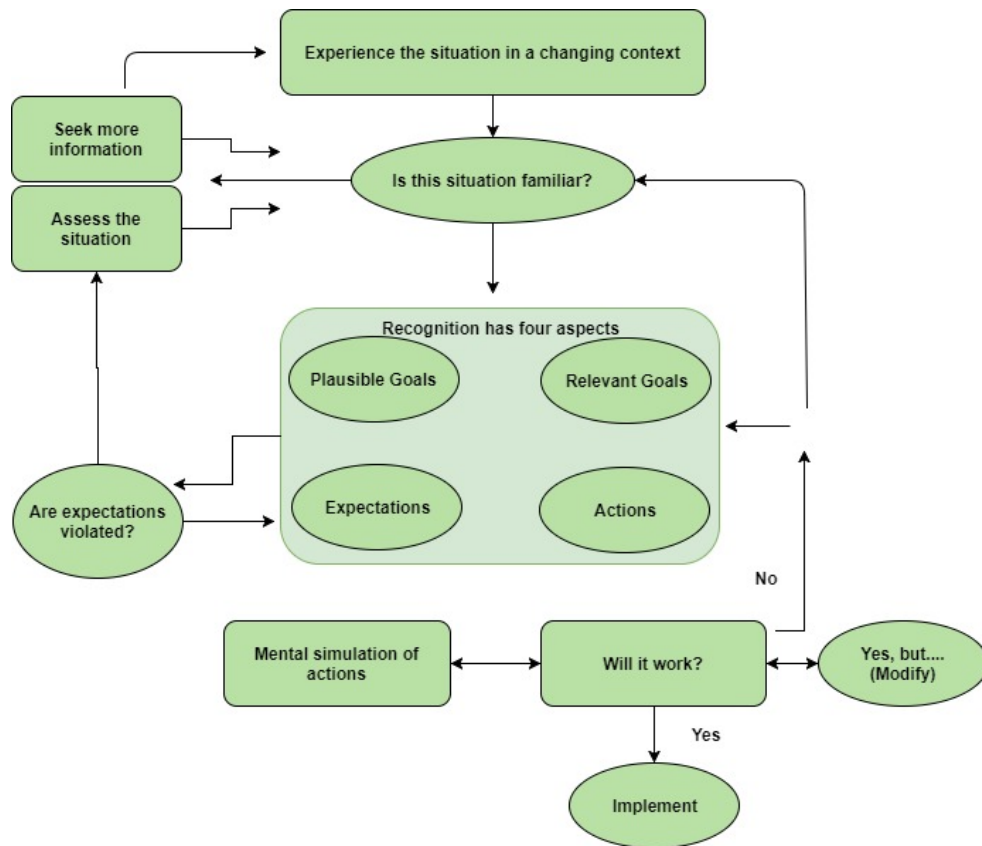 Experience the situation in a changing context
Seek more
information
Is this situation familiar?
Assess the
situation
Recognition has four aspects
Plausible Goals
Relevant Goals
Are expectations
violated?
Expectations
Actions
No
Mental simulation of
actions
Will it work?
Yes, but....
(Modify)
Yes
Implement